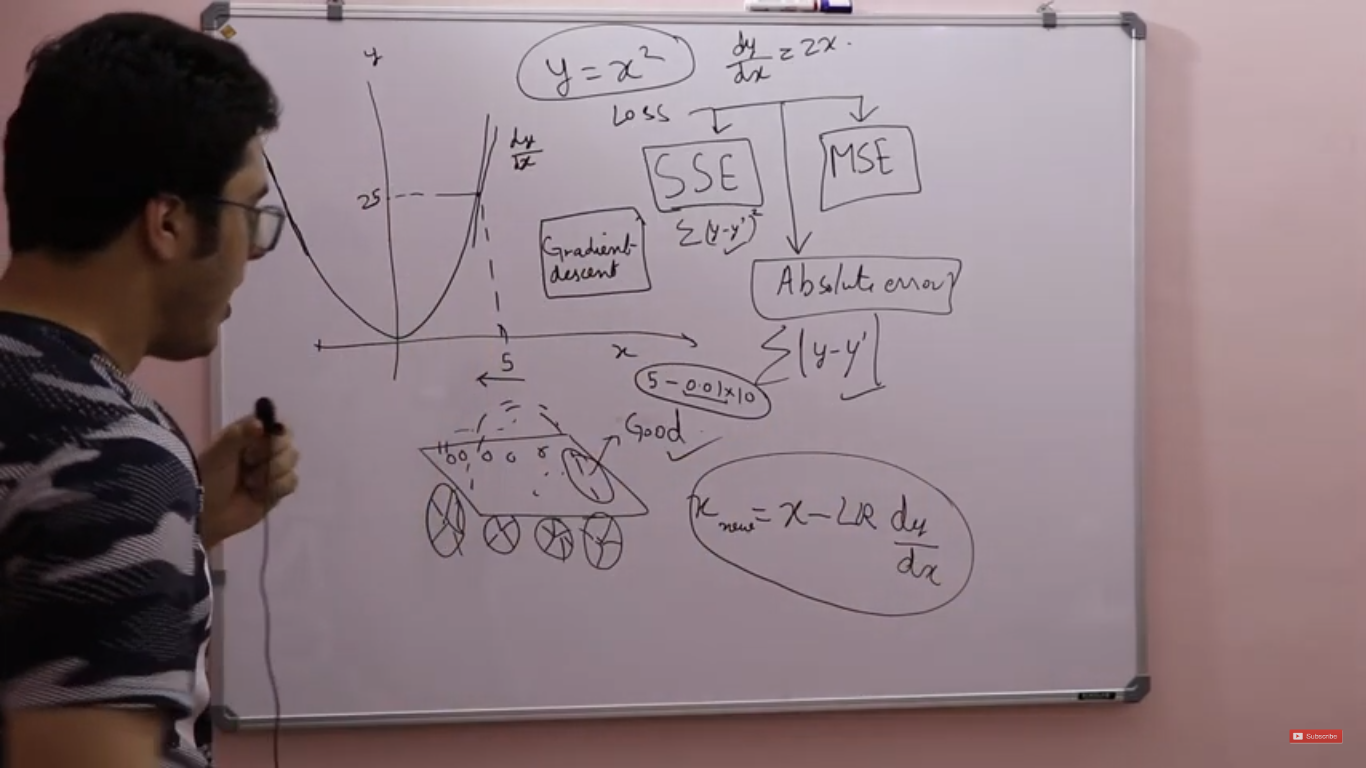 y
y = x²
dy/dx = 2x.
Loss
dy/dx
SSE
MSE
25
Σ(y-y')²
Gradient
descent
Absolute error
Σ|y-y'|
x
5
5 - 0.01×10
Good
x new = x - LR dy/dx
Subscribe